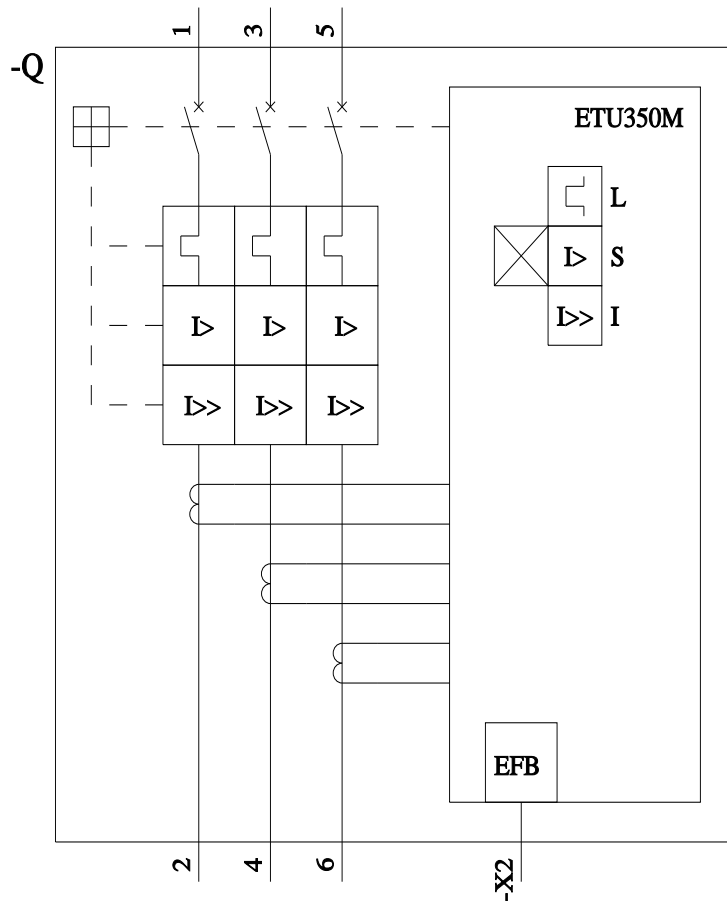 1 3 5
-Q
ETU350M
L
I> S
I>> I
I> I> I>
I>> I>> I>>
EFB
2 4 6 -X2